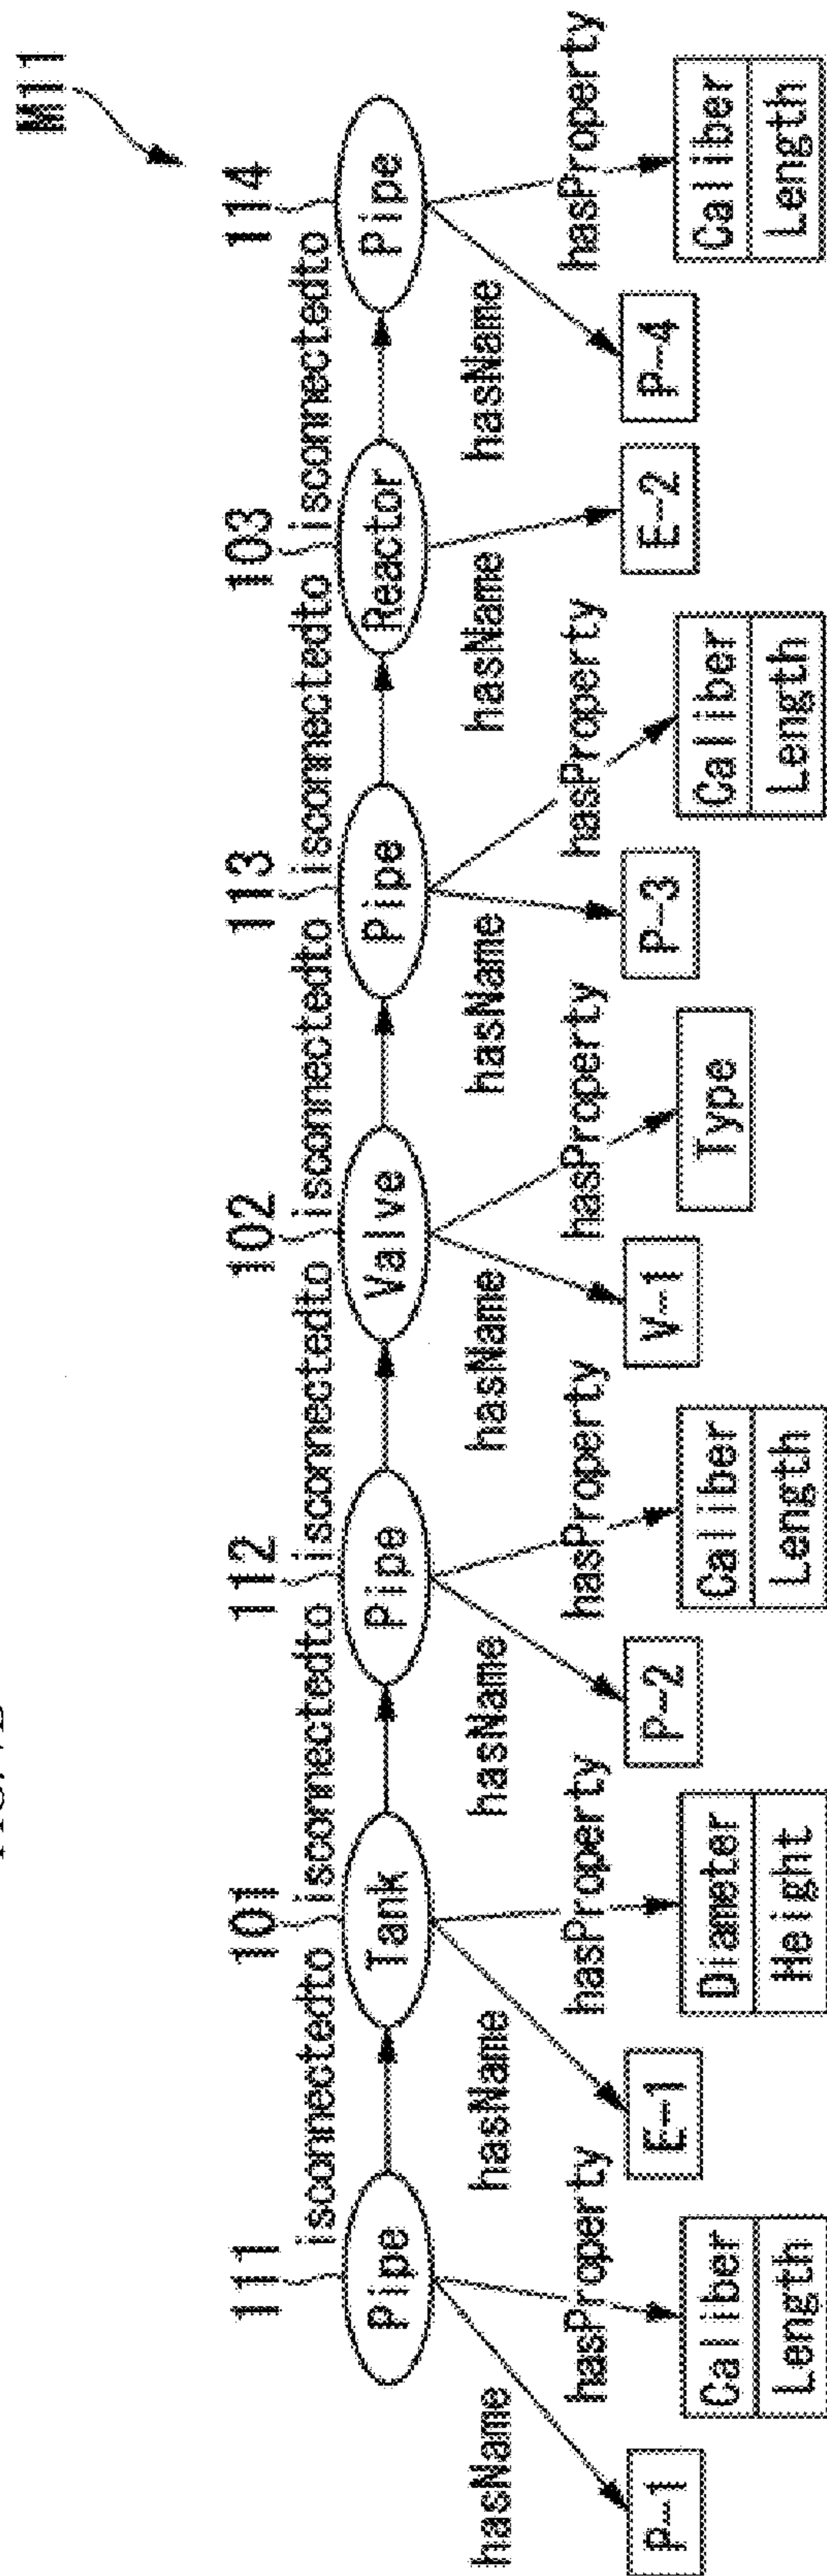 M11
111 101 112 102 113 103 114
isconnectedto isconnectedto isconnectedto isconnectedto isconnectedto isconnectedto
Pipe Tank Pipe Valve Pipe Reactor Pipe
hasName hasName hasName hasName hasName hasName hasName
hasProperty hasProperty hasProperty hasProperty hasProperty hasProperty
P-1 E-1 P-2 V-1 P-3 E-2 P-4
Caliber Diameter Caliber Type Caliber Caliber
Length Height Length Length Length